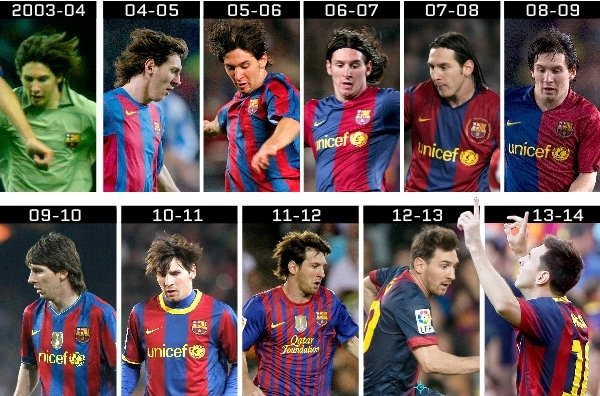 2003-04
04-05
05-06
06-07
07-08
08-09
unicef
unicef
unicef
09-10
10-11
11-12
12-13
13-14
unicef
unicef
Qatar
Foundation
LFP